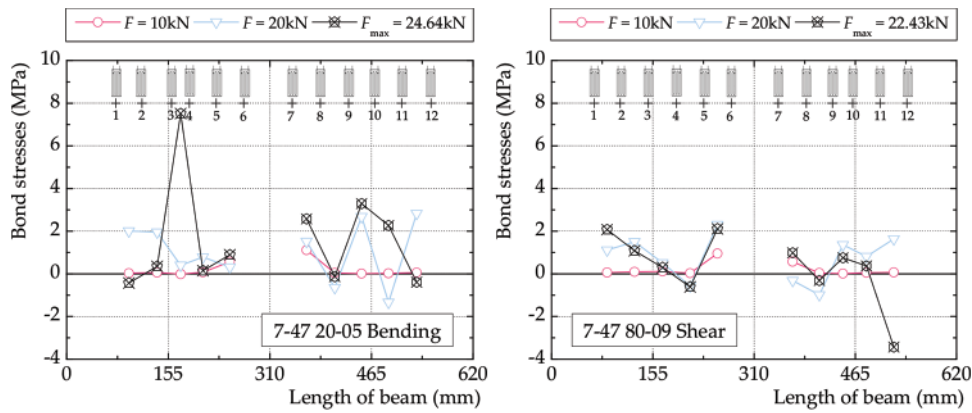 F = 10kN F = 20kN Fmax = 24.64kN
10
8
6
4
2
0
-2
-4
Bond stresses (MPa)
1 2 3 4 5 6 7 8 9 10 11 12
7-47 20-05 Bending
0 155 310 465 620
Length of beam (mm)
F = 10kN F = 20kN Fmax = 22.43kN
10
8
6
4
2
0
-2
-4
Bond stresses (MPa)
1 2 3 4 5 6 7 8 9 10 11 12
7-47 80-09 Shear
0 155 310 465 620
Length of beam (mm)